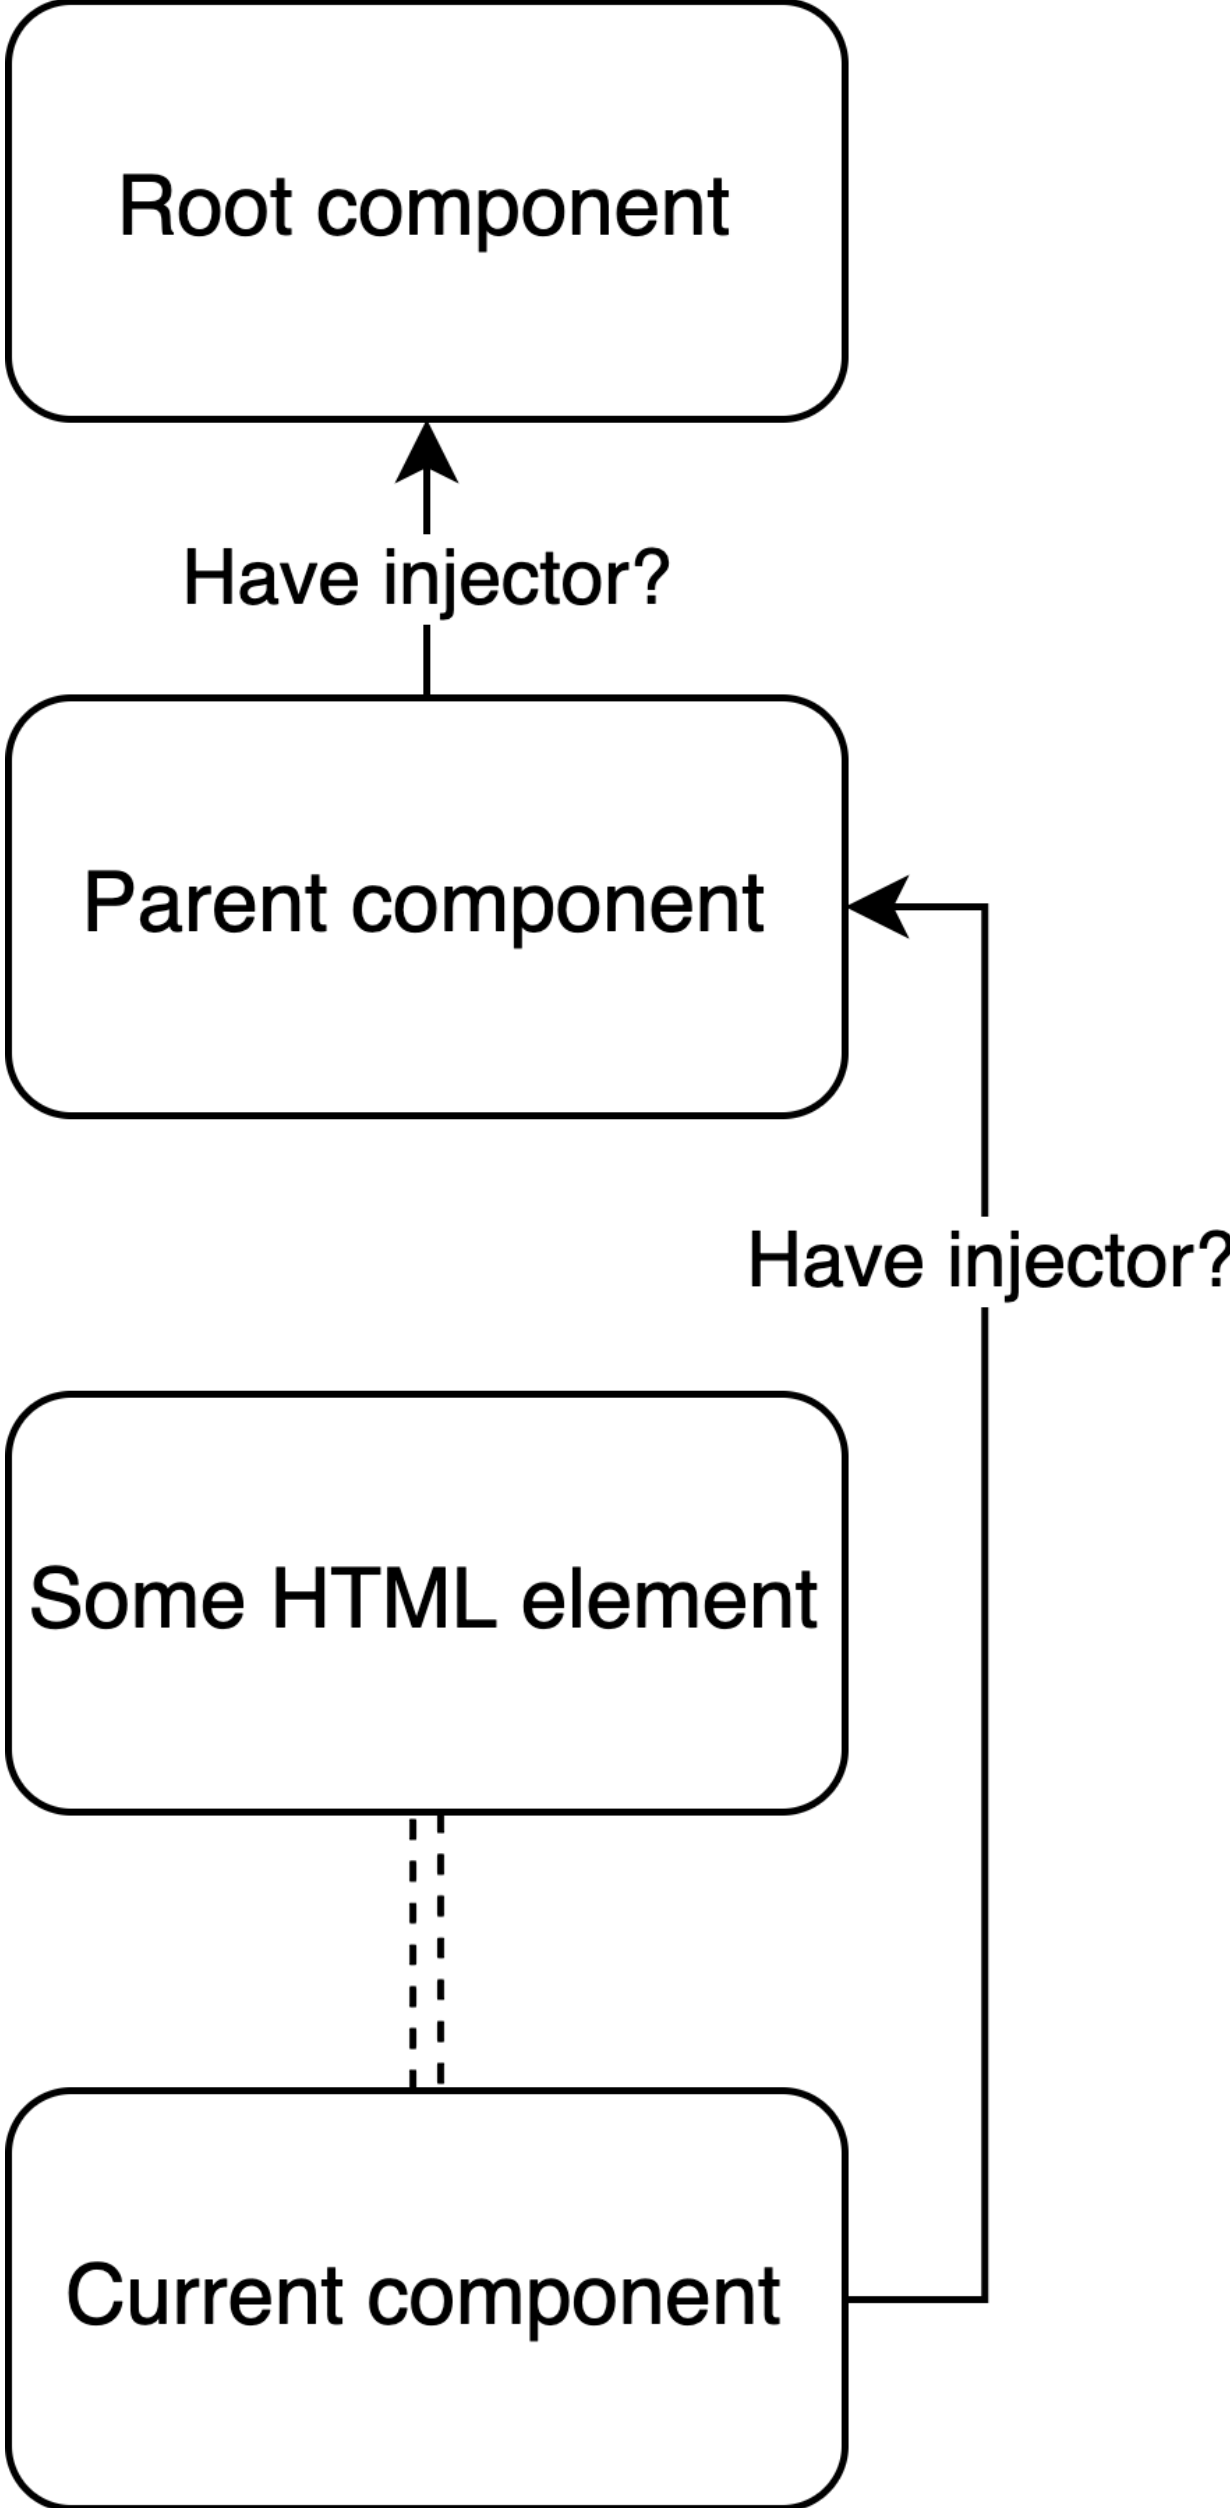 Root component
Have injector?
Parent component
Have injector?
Some HTML element
Current component